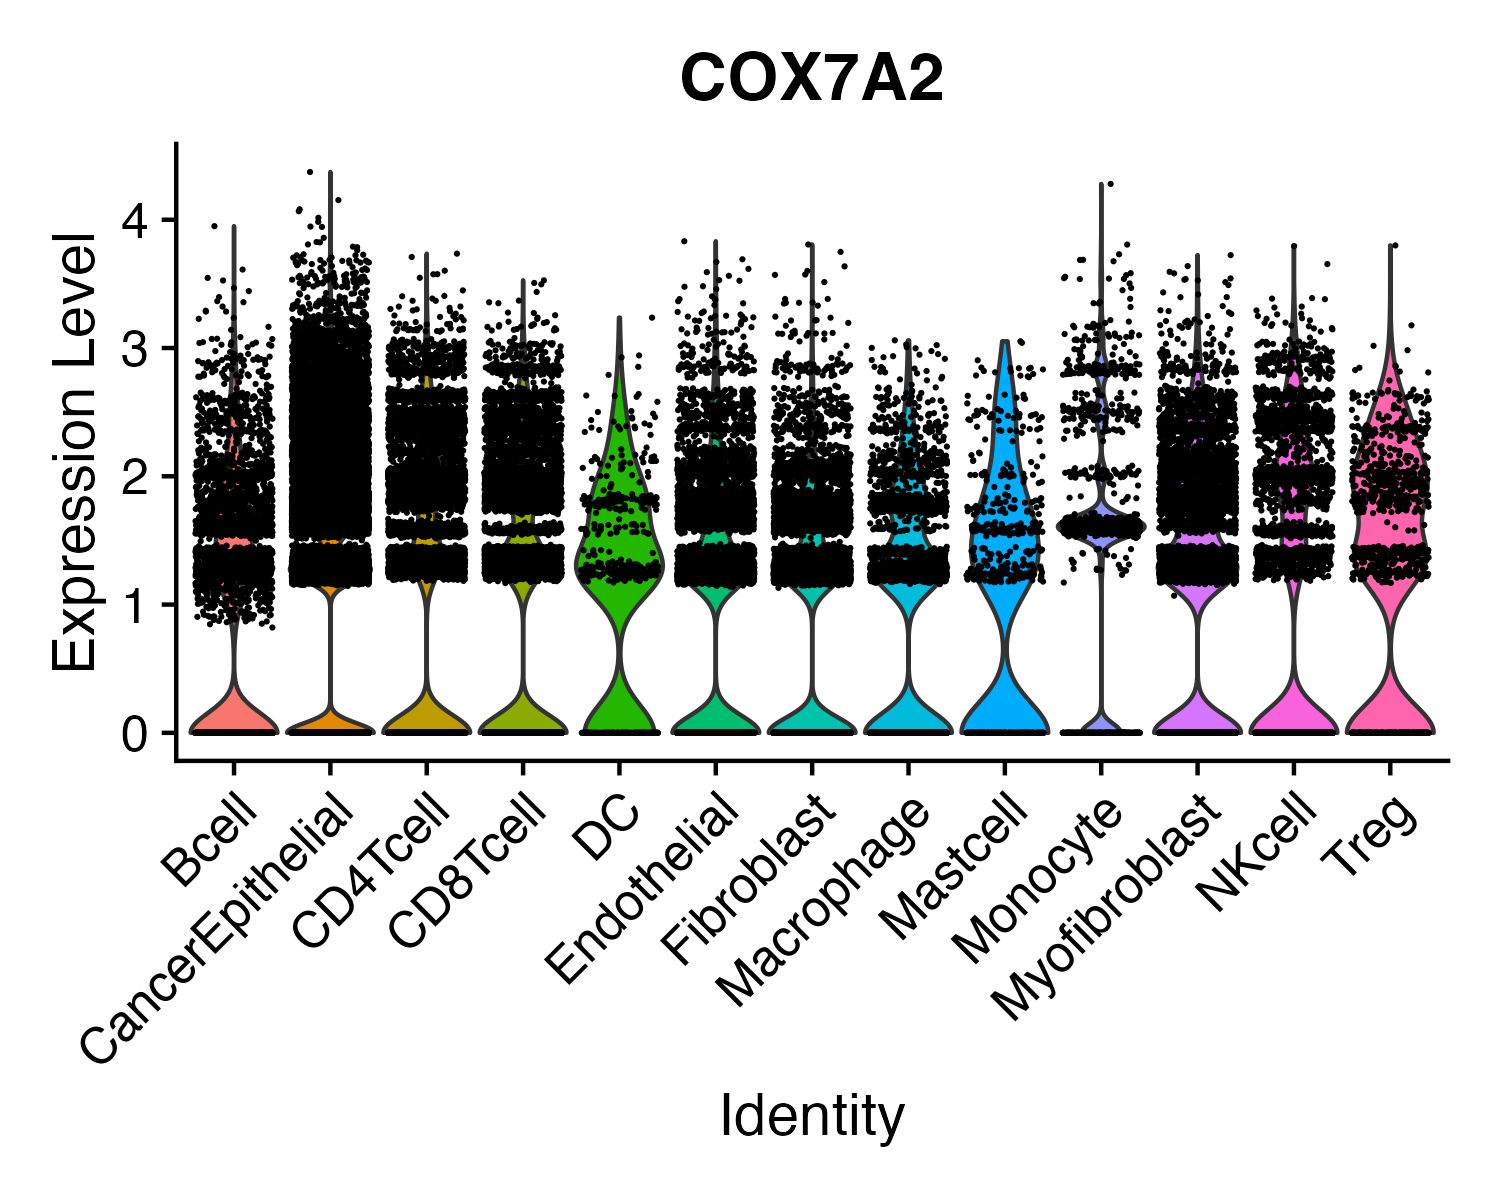 COX7A2
Expression Level
4
3
2
1
0
Bcell
CancerEpithelial
CD4Tcell
CD8Tcell
DC
Endothelial
Fibroblast
Macrophage
Mastcell
Monocyte
Myofibroblast
NKcell
Treg
Identity